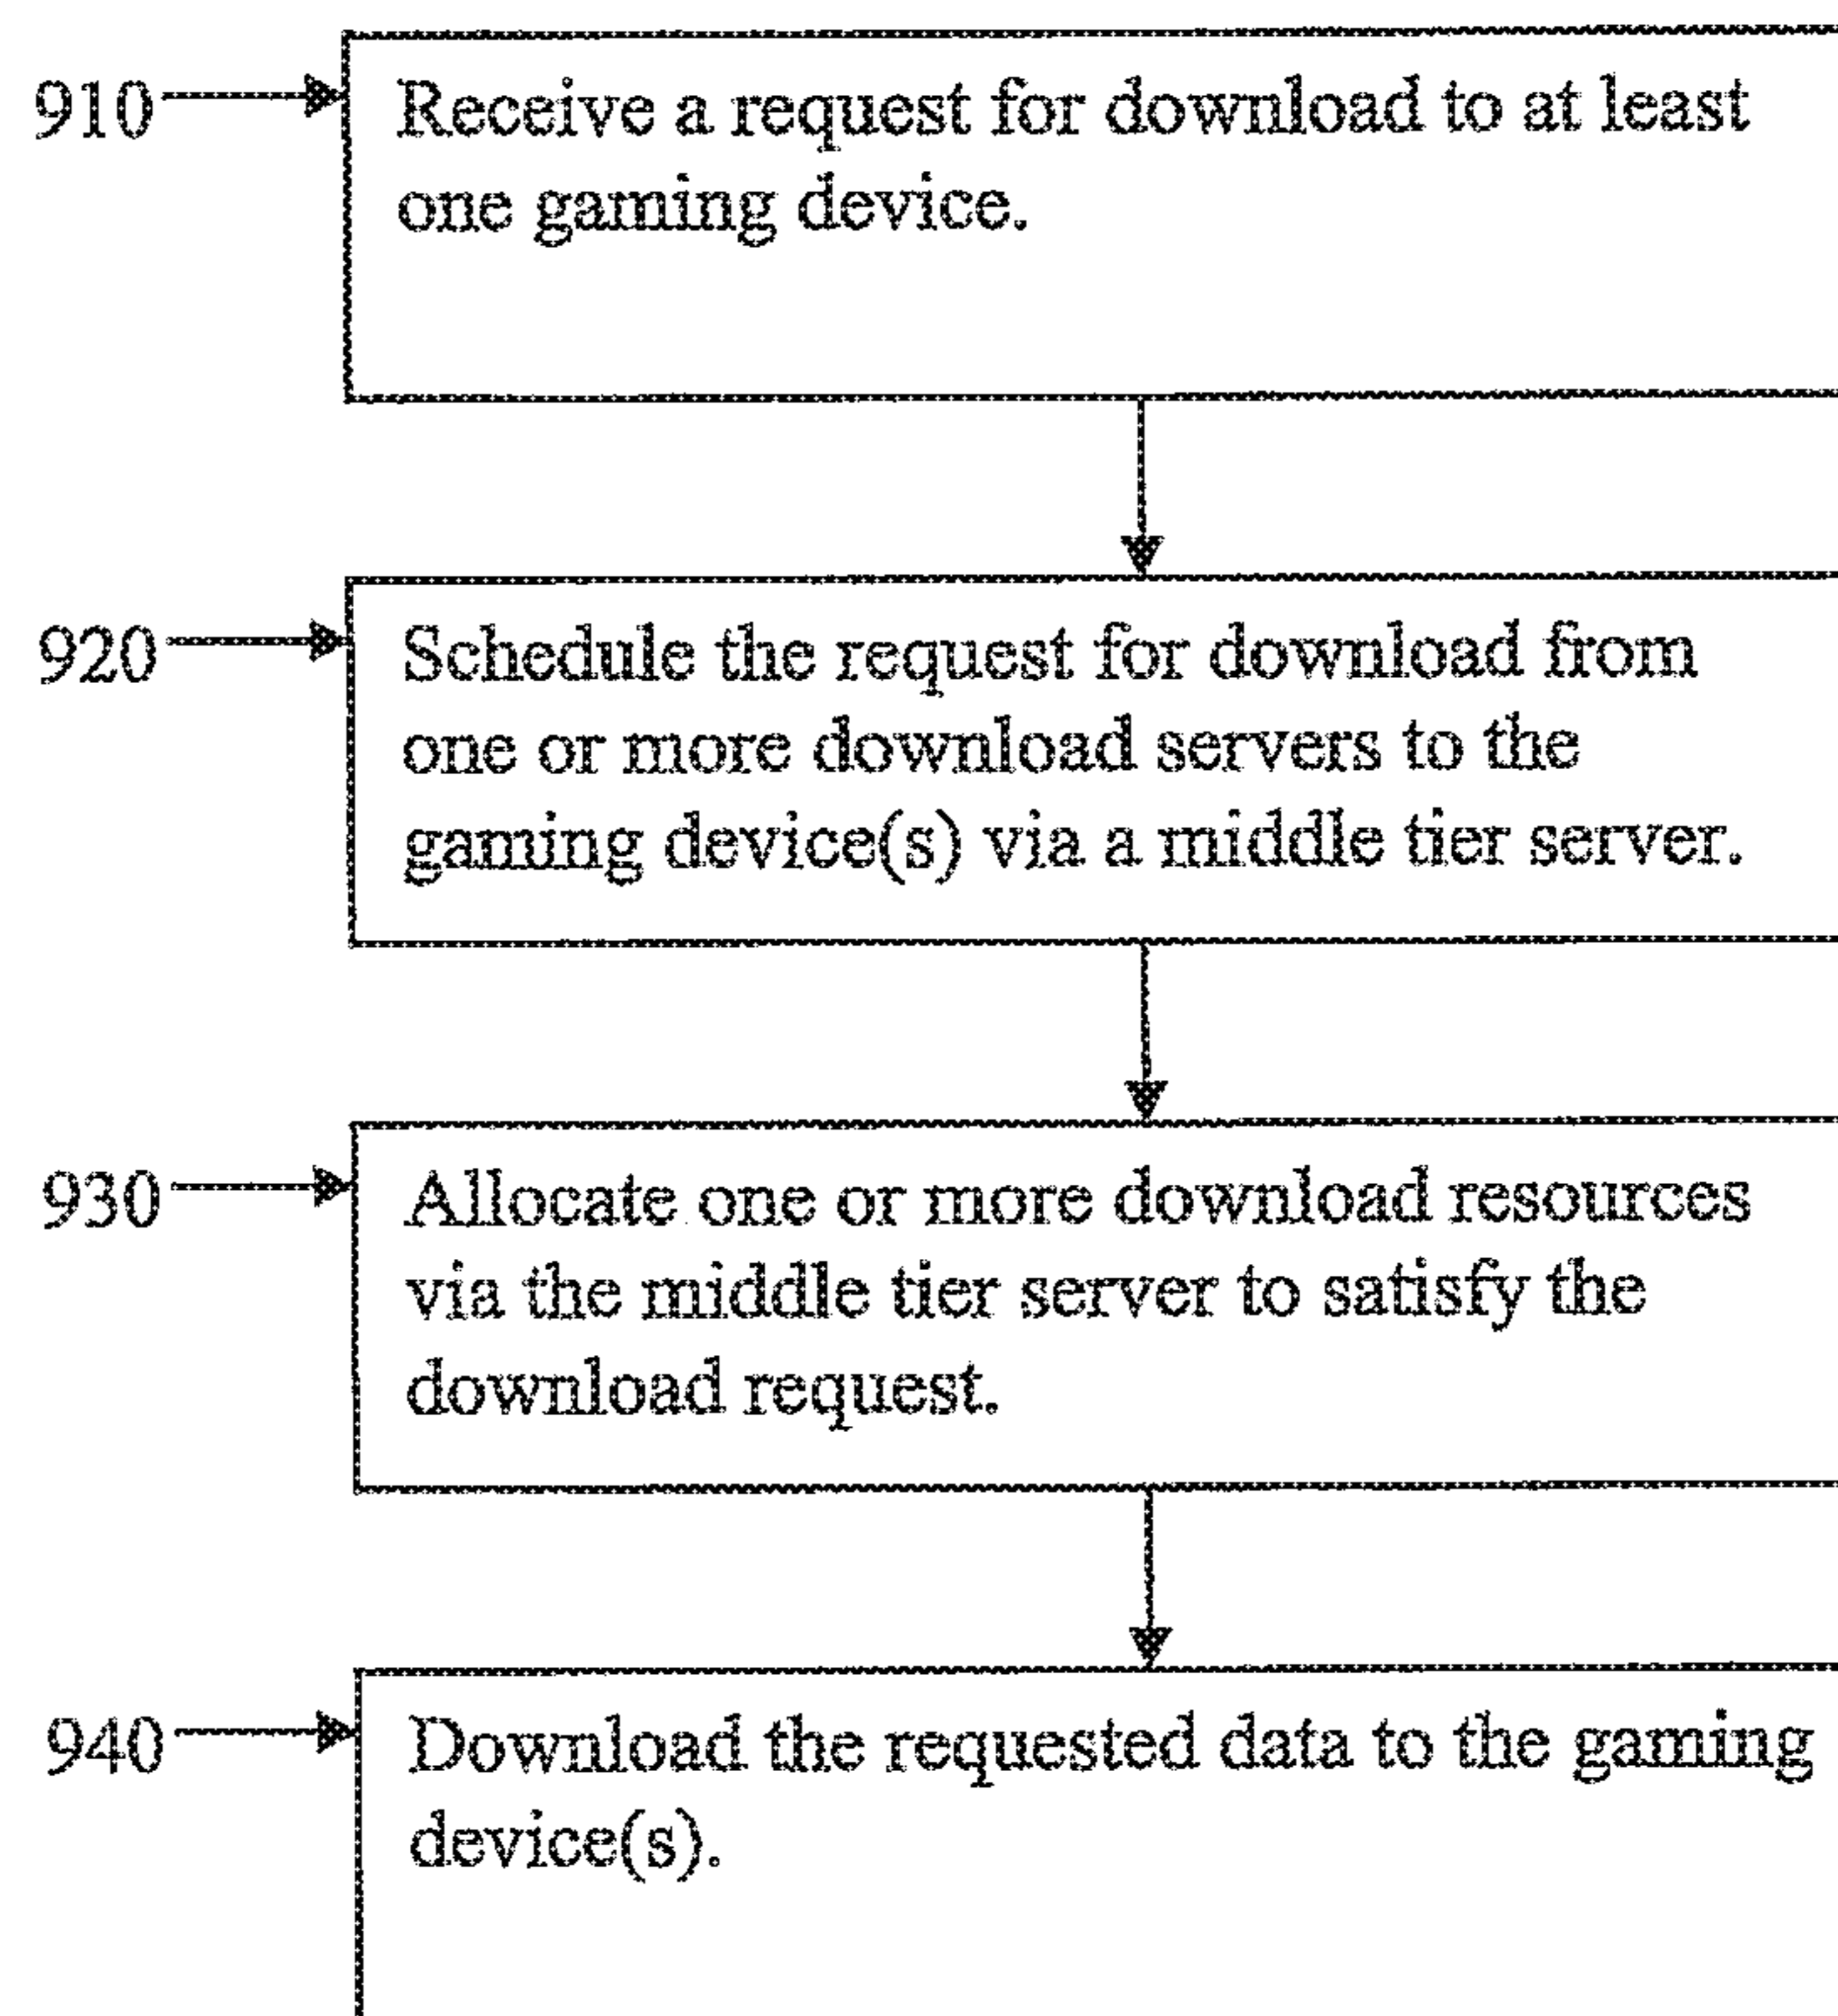 910
Receive a request for download to at least
one gaming device.
920
Schedule the request for download from
one or more download servers to the
gaming device(s) via a middle tier server.
930
Allocate one or more download resources
via the middle tier server to satisfy the
download request.
940
Download the requested data to the gaming
device(s).